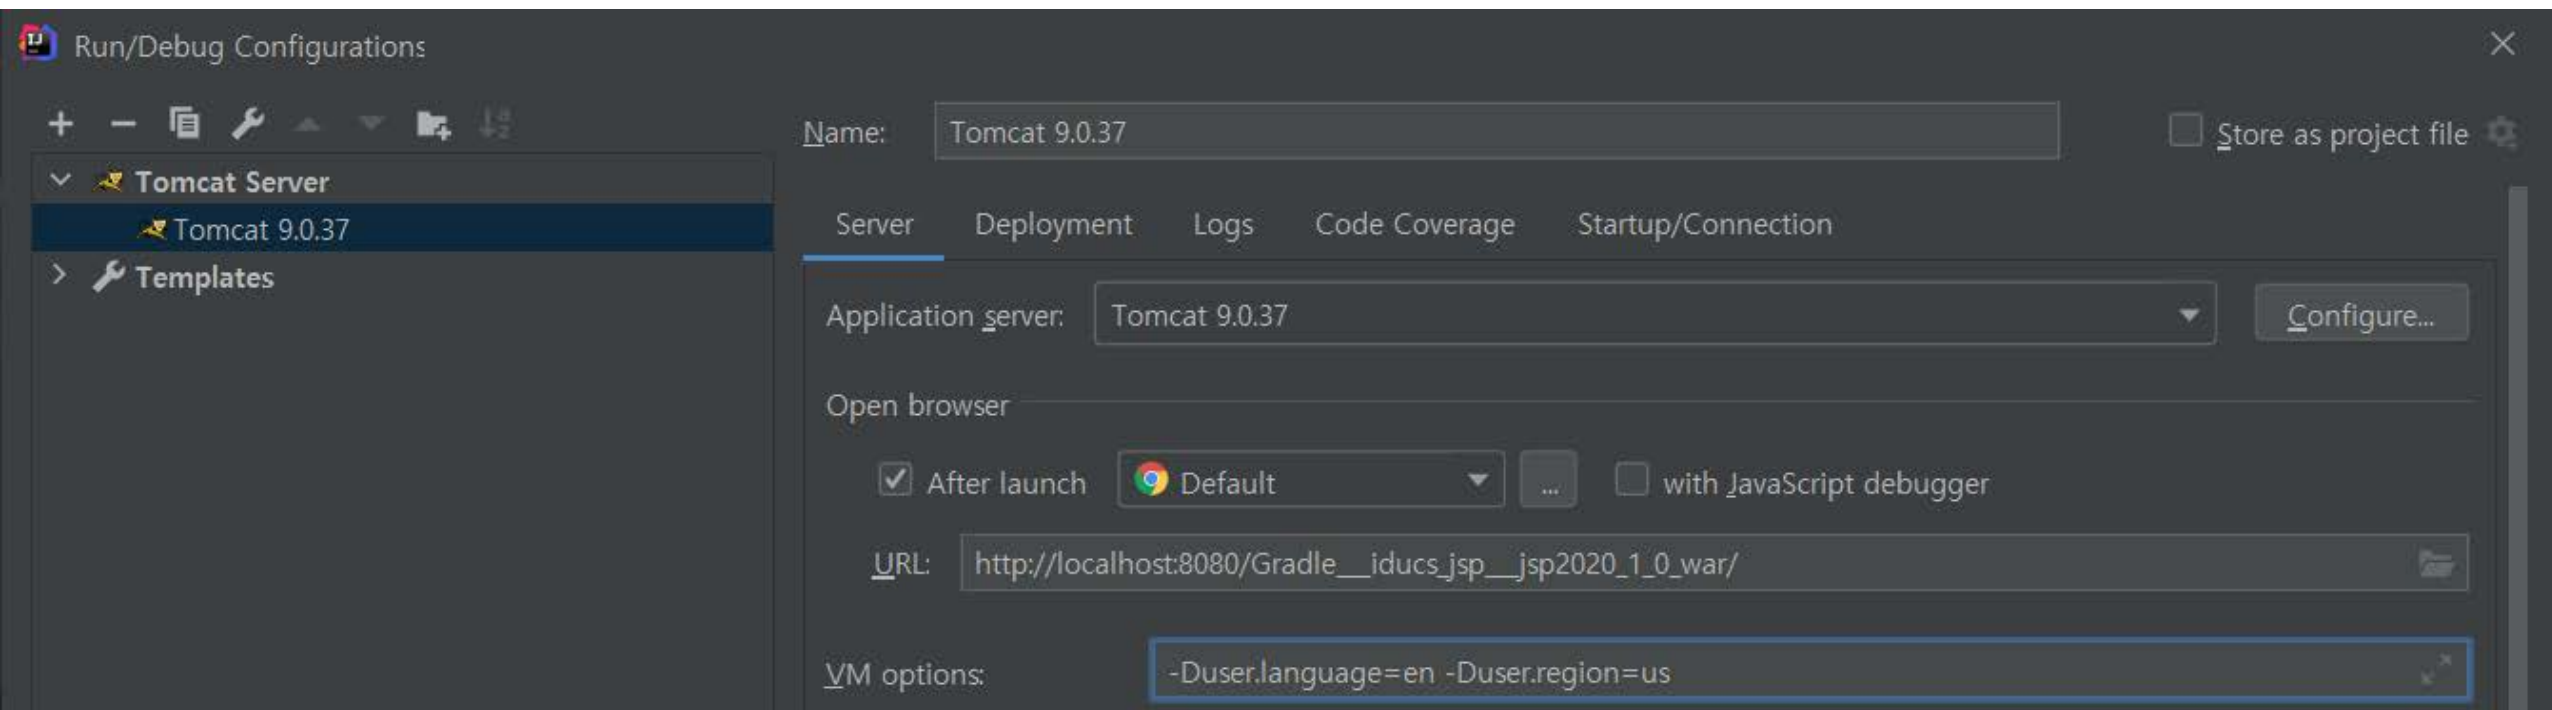 Run/Debug Configurations
Name: Tomcat 9.0.37 Store as project file
Tomcat Server
Tomcat 9.0.37
Templates
Server Deployment Logs Code Coverage Startup/Connection
Application server: Tomcat 9.0.37 Configure...
Open browser
After launch Default ... with JavaScript debugger
URL: http://localhost:8080/Gradle___iducs_jsp___jsp2020_1_0_war/
VM options: -Duser.language=en -Duser.region=us